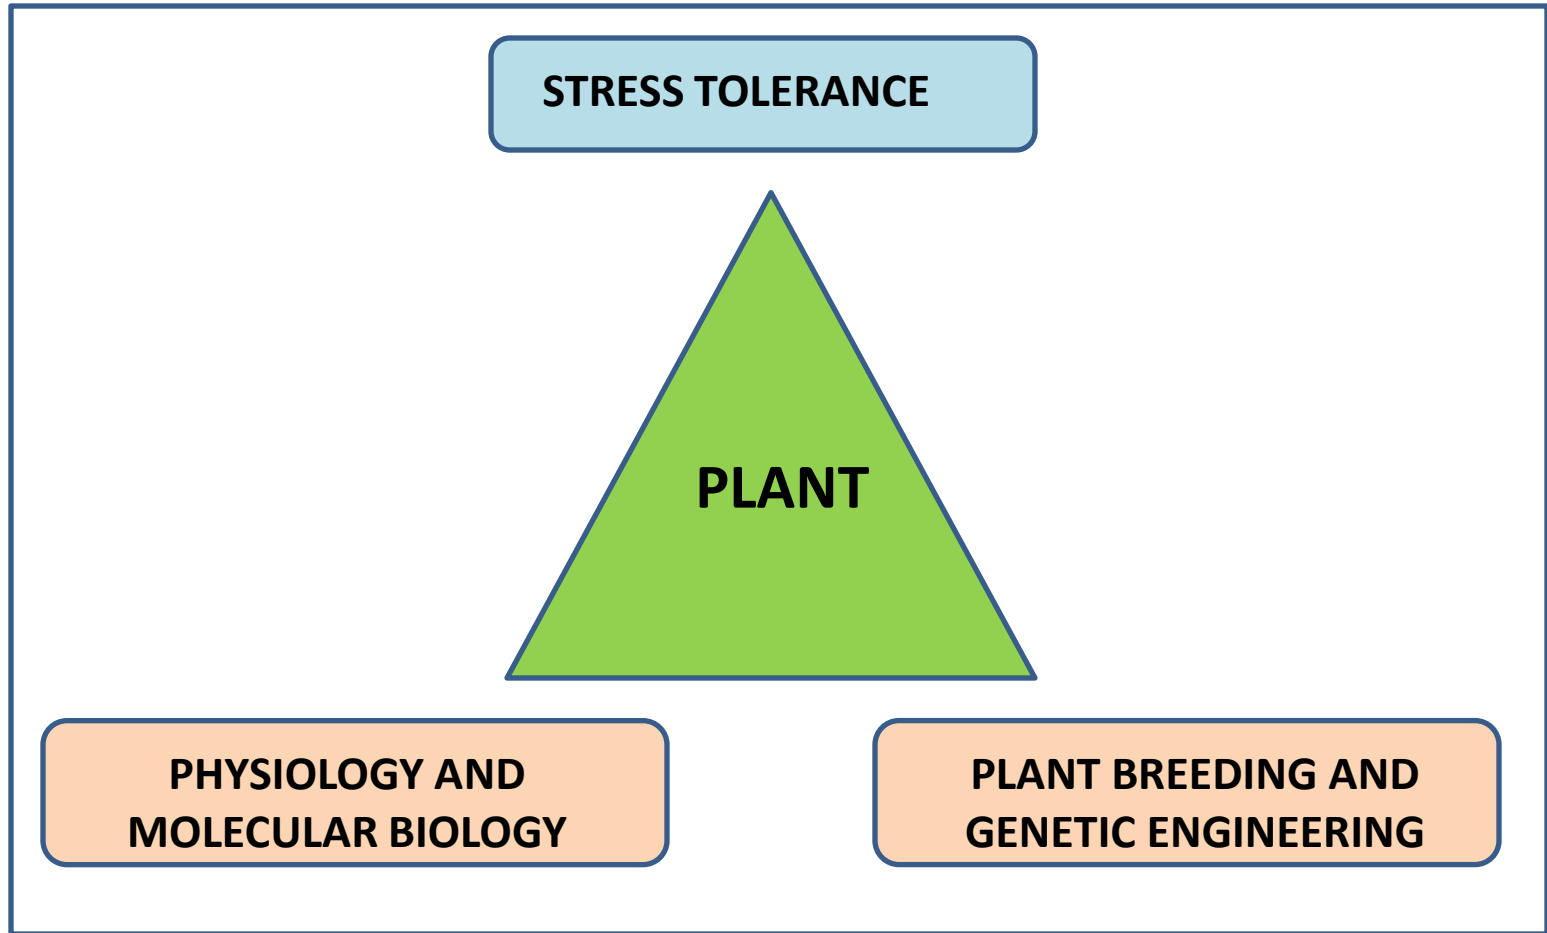 STRESS TOLERANCE
PLANT
PHYSIOLOGY AND
MOLECULAR BIOLOGY
PLANT BREEDING AND
GENETIC ENGINEERING